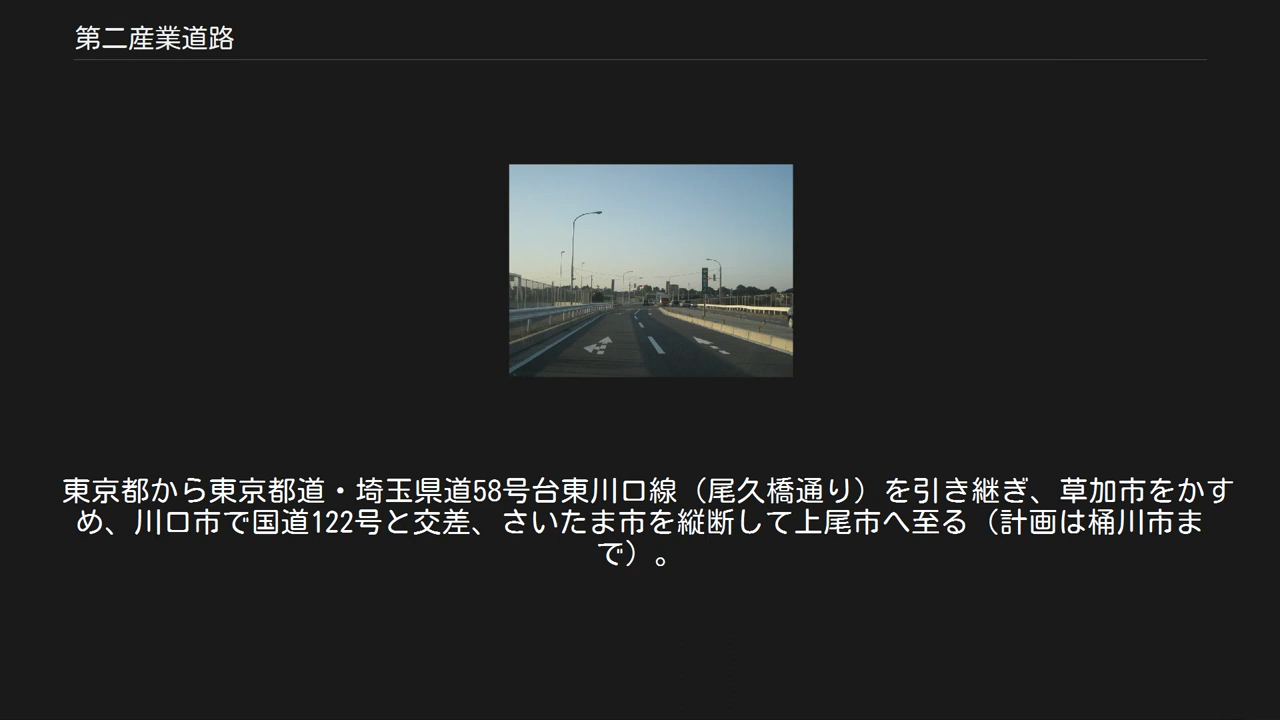 第二産業道路
東京都から東京都道・埼玉県道58号台東川口線（尾久橋通り）を引き継ぎ、草加市をかす
め、川口市で国道122号と交差、さいたま市を縦断して上尾市へ至る（計画は桶川市ま
で）。